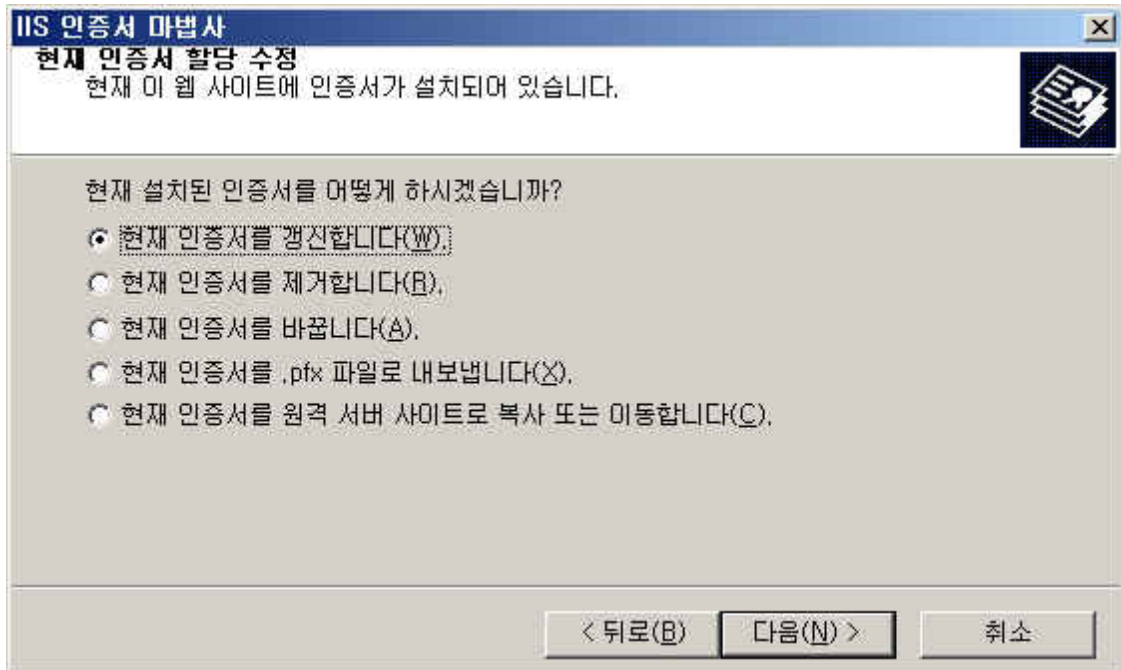 IIS 인증서 마법사
현재 인증서 할당 수정
현재 이 웹 사이트에 인증서가 설치되어 있습니다.
현재 설치된 인증서를 어떻게 하시겠습니까?
현재 인증서를 갱신합니다(W).
현재 인증서를 제거합니다(R).
현재 인증서를 바꿉니다(A).
현재 인증서를 .pfx 파일로 내보냅니다(X).
현재 인증서를 원격 서버 사이트로 복사 또는 이동합니다(C).
< 뒤로(B) 다음(N) > 취소